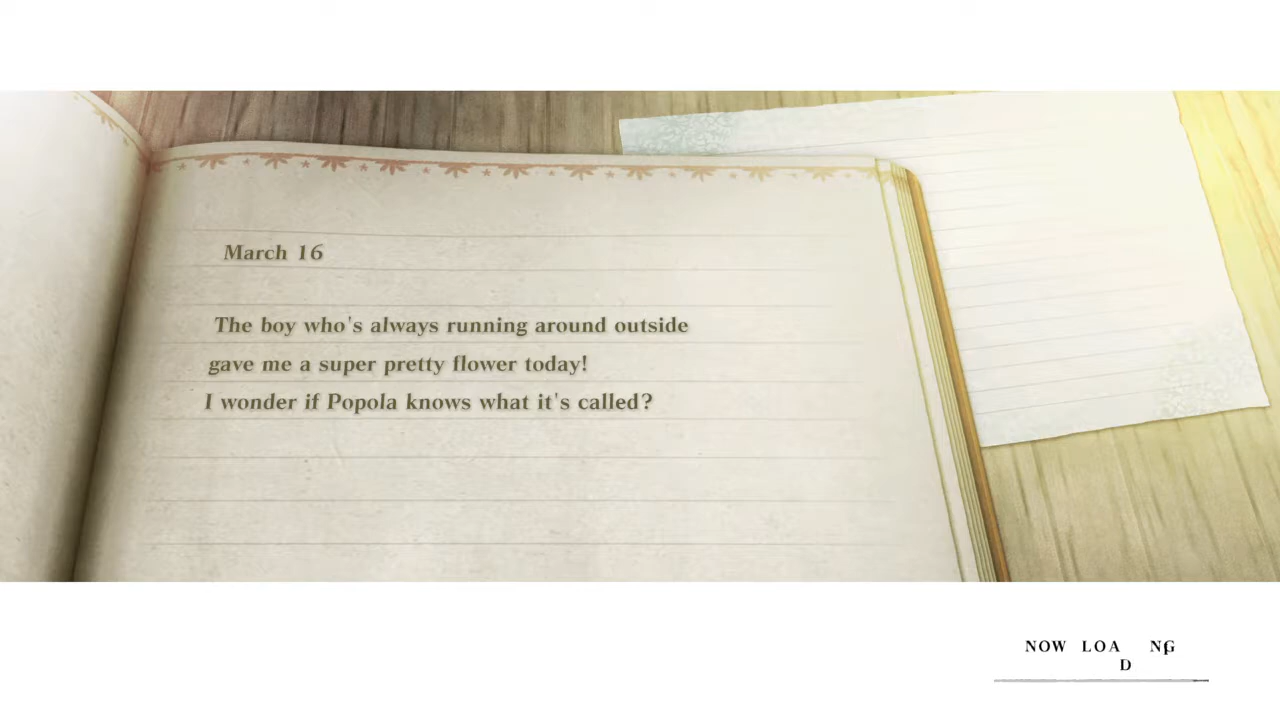 March 16
The boy who's always running around outside
gave me a super pretty flower today!
I wonder if Popola knows what it's called?
NOW LOADING